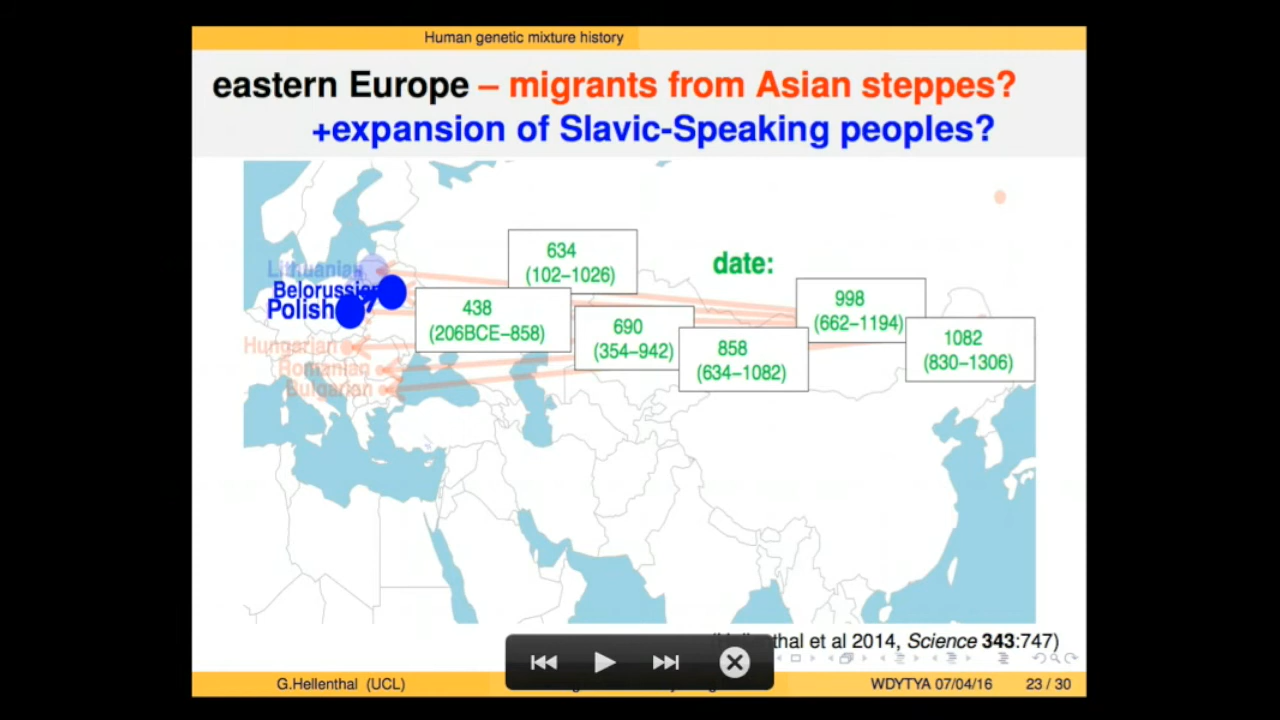 Human genetic mixture history
eastern Europe – migrants from Asian steppes?
+expansion of Slavic-Speaking peoples?
634
(102–1026)
date:
Lithuanian
Belorussian
Polish
438
(206BCE–858)
690
(354–942)
858
(634–1082)
998
(662–1194)
1082
(830–1306)
Hungarian
Romanian
Bulgarian
et al 2014, Science 343:747)
G.Hellenthal (UCL)
WDYTYA 07/04/16
23 / 30